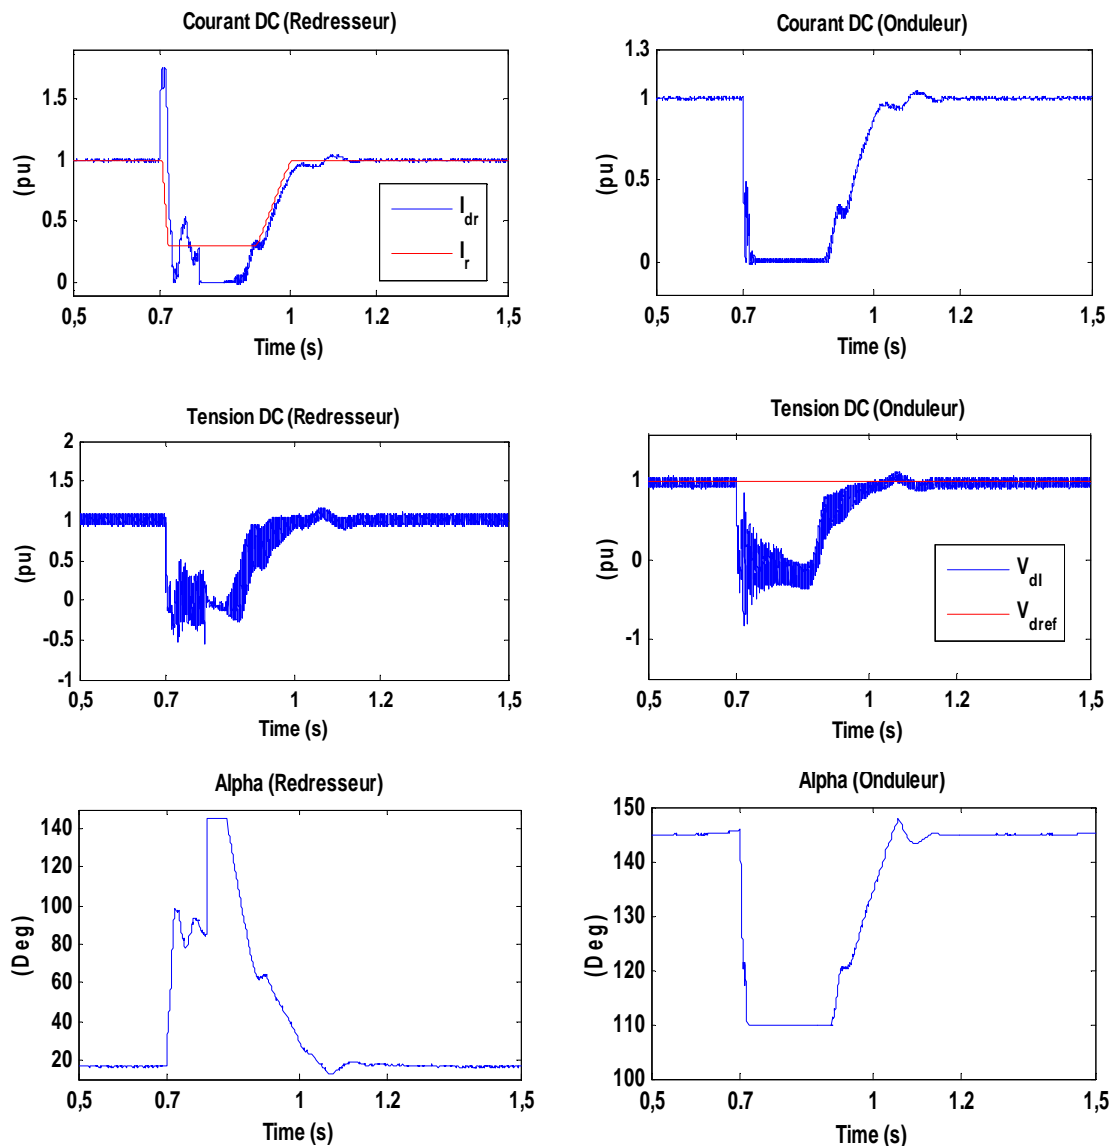 Courant DC (Redresseur)
1.5
1
0.5
0
(pu)
I_dr
I_r
0,5
0.7
1
1.2
1,5
Time (s)
Courant DC (Onduleur)
1.3
1
0.5
0
(pu)
0,5
0.7
1
1.2
1,5
Time (s)
Tension DC (Redresseur)
2
1.5
1
0.5
0
-0.5
-1
(pu)
0,5
0.7
1
1.2
1,5
Time (s)
Tension DC (Onduleur)
1
0
-1
(pu)
V_dI
V_dref
0,5
0.7
1
1.2
1,5
Time (s)
Alpha (Redresseur)
140
120
100
80
60
40
20
(Deg)
0,5
0.7
1
1.2
1,5
Time (s)
Alpha (Onduleur)
150
140
130
120
110
100
(Deg)
0,5
0.7
1
1.2
1,5
Time (s)